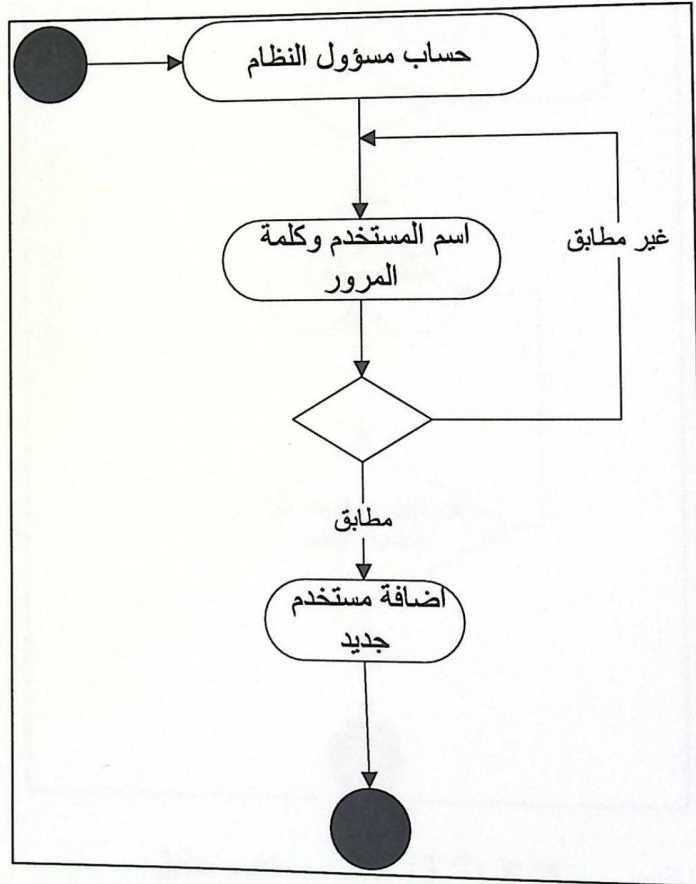 حساب مسؤول النظام
اسم المستخدم وكلمة
المرور
غير مطابق
مطابق
اضافة مستخدم
جديد